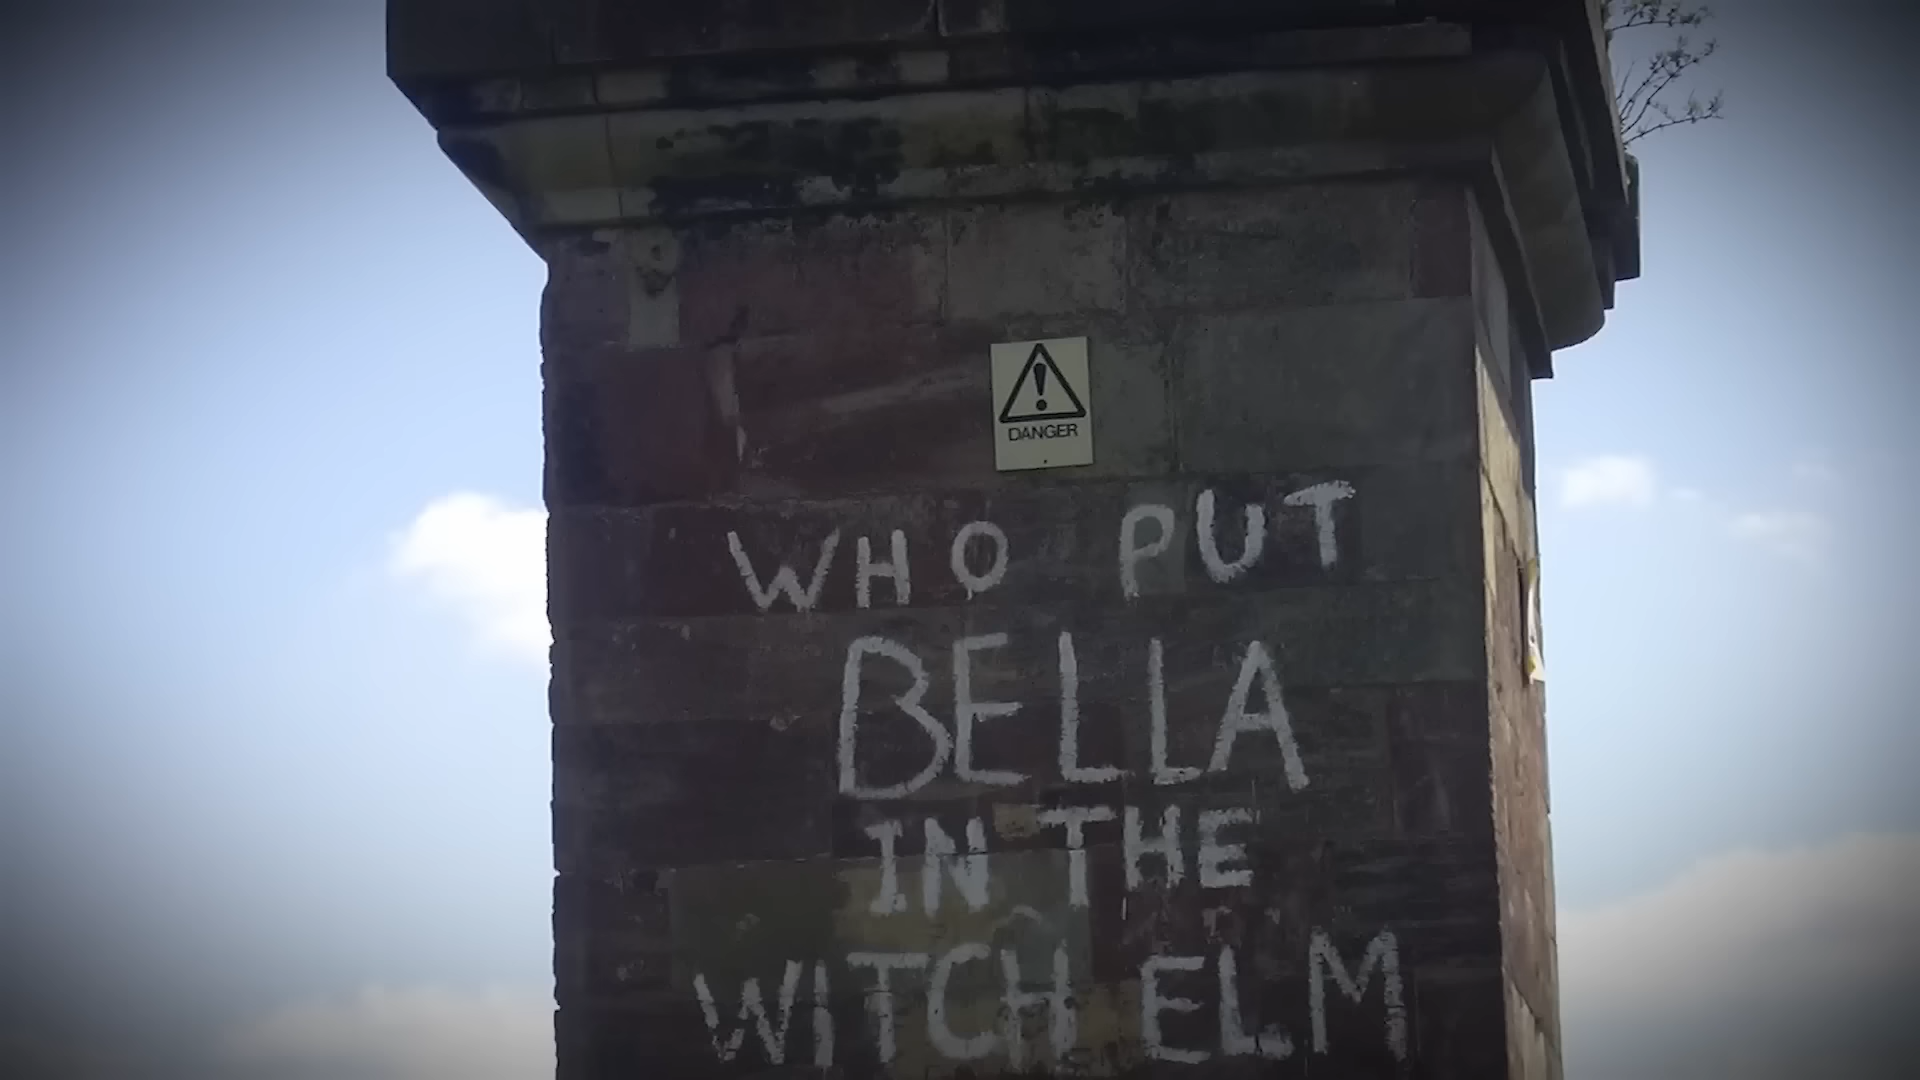 DANGER
WHO PUT
BELLA
IN THE
WITCH ELM